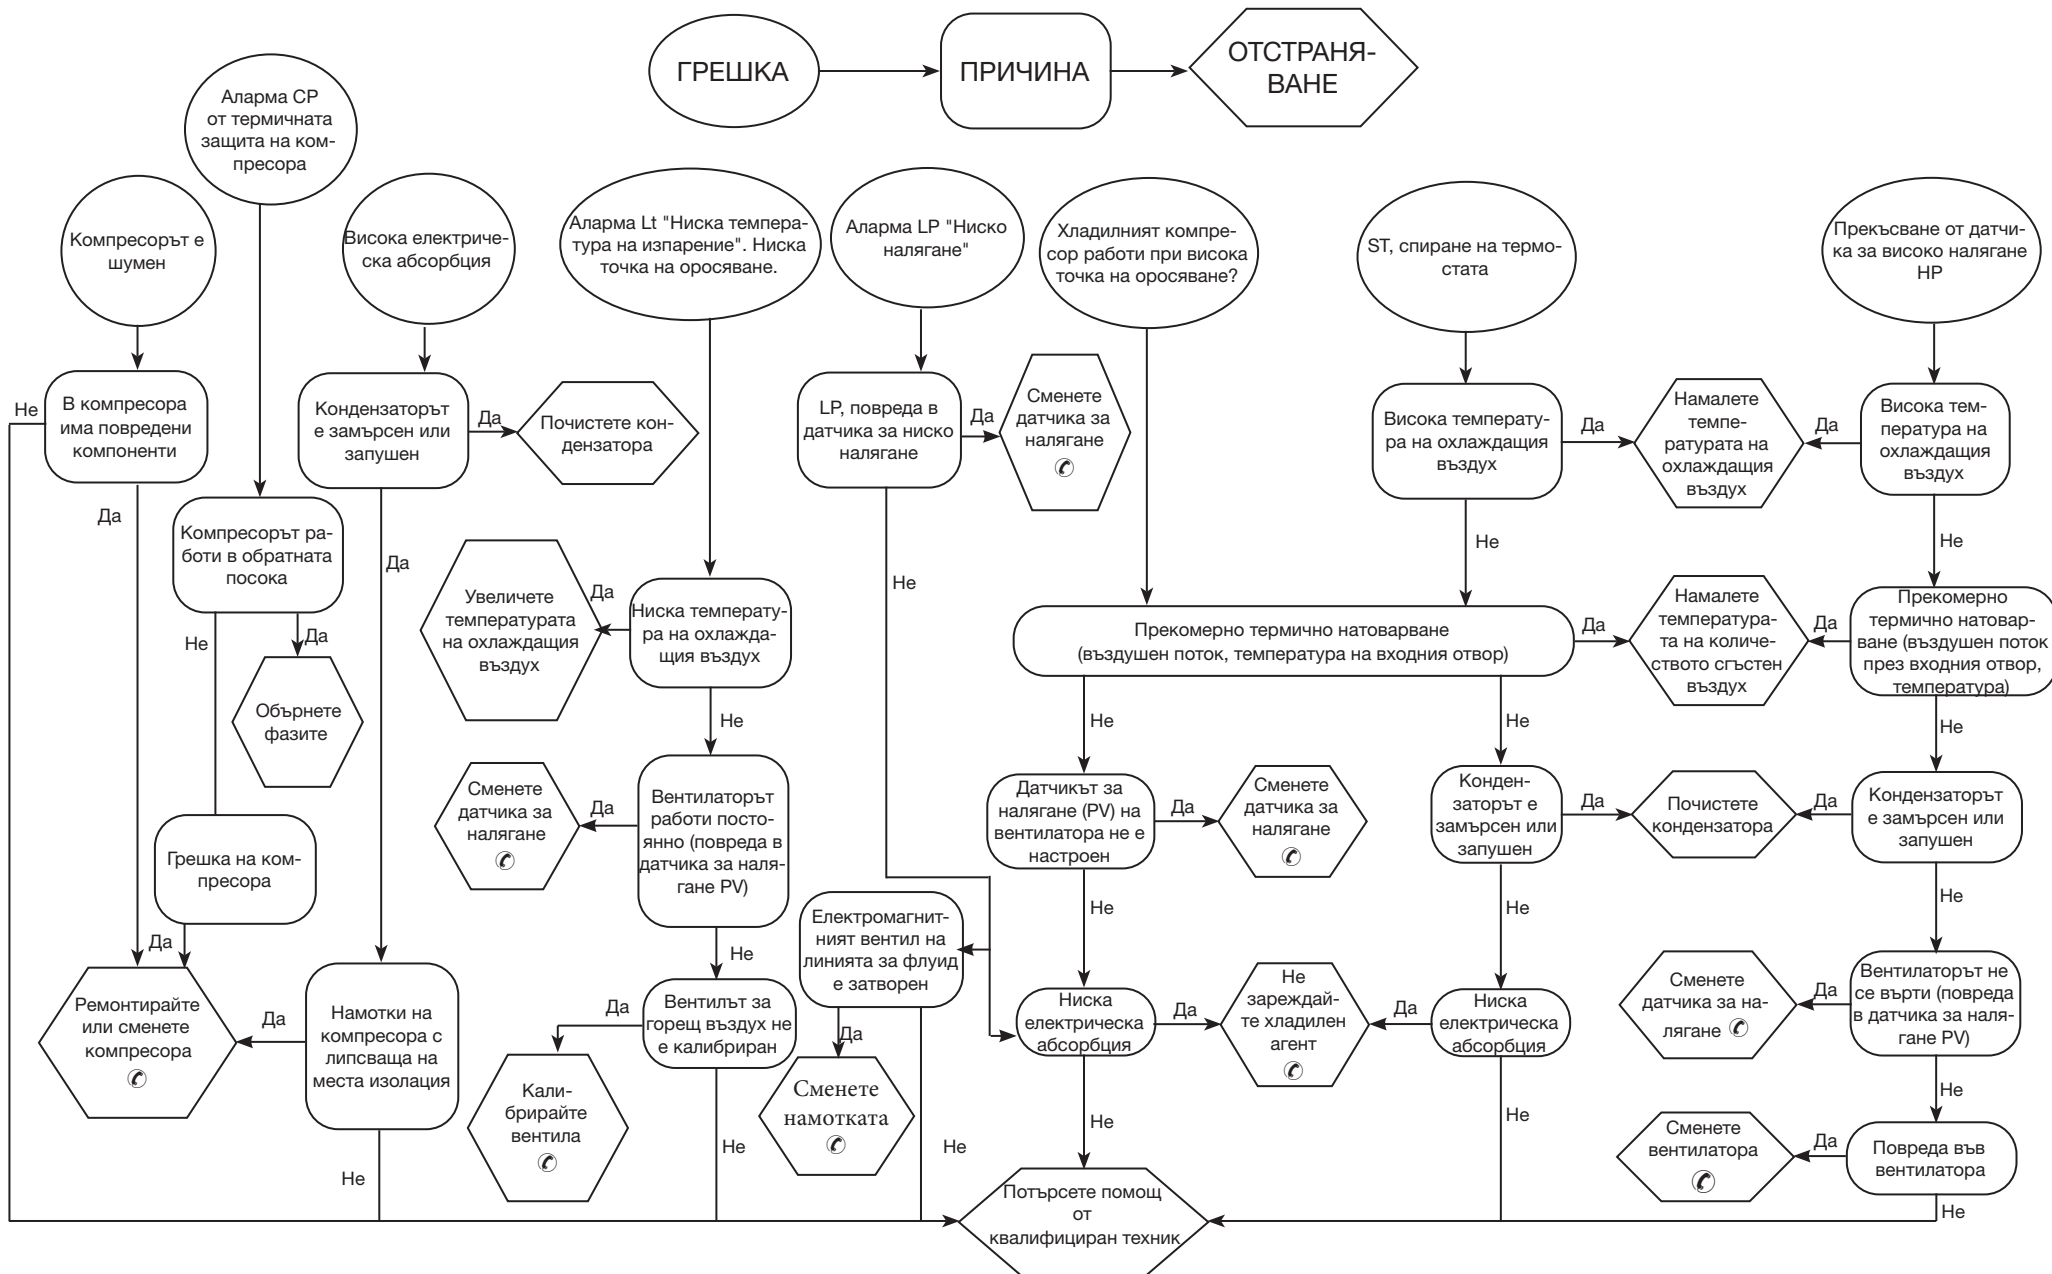 ГРЕШКА
ПРИЧИНА
ОТСТРАНЯ-
ВАНЕ
Аларма CP
от термичната
защита на ком-
пресора
Компресорът е
шумен
Висока електриче-
ска абсорбция
Аларма Lt "Ниска темпера-
тура на изпарение". Ниска
точка на оросяване.
Аларма LP "Ниско
налягане"
Хладилният компре-
сор работи при висока
точка на оросяване?
ST, спиране на термо-
стата
Прекъсване от датчи-
ка за високо налягане
HP
Не
В компресора
има повредени
компоненти
Да
Кондензаторът
е замърсен или
запушен
Да
Почистете кон-
дензатора
LP, повреда в
датчика за ниско
налягане
Да
Сменете
датчика за
налягане
Висока температу-
ра на охлаждащия
въздух
Да
Намалете
темпе-
ратурата на
охлаждащия
въздух
Да
Висока тем-
пература на
охлаждащия
въздух
Компресорът ра-
боти в обратната
посока
Да
Не
Не
Не
Увеличете
температурата
на охлаждащия
въздух
Да
Ниска температу-
ра на охлажда-
щия въздух
Прекомерно термично натоварване
(въздушен поток, температура на входния отвор)
Да
Намалете
температура-
та на количе-
ството сгъстен
въздух
Да
Прекомерно
термично натовар-
ване (въздушен поток
през входния отвор,
температура)
Не
Да
Обърнете
фазите
Не
Не
Не
Не
Сменете
датчика за
налягане
Да
Вентилаторът
работи посто-
янно (повреда в
датчика за наля-
гане PV)
Датчикът за
налягане (PV) на
вентилатора не е
настроен
Да
Сменете
датчика за
налягане
Конден-
заторът е
замърсен или
запушен
Да
Почистете
кондензатора
Да
Кондензаторът
е замърсен или
запушен
Грешка на ком-
пресора
Да
Не
Електромагнит-
ният вентил на
линията за флуид
е затворен
Не
Не
Не
Ремонтирайте
или сменете
компресора
Да
Намотки на
компресора с
липсваща на
места изолация
Да
Вентилът за
горещ въздух не
е калибриран
Да
Ниска
електрическа
абсорбция
Да
Не
зареждай-
те хладилен
агент
Да
Ниска
електрическа
абсорбция
Сменете
датчика за на-
лягане
Да
Вентилаторът не
се върти (повреда
в датчика за наля-
гане PV)
Кали-
брирайте
вентила
Сменете
намотката
Не
Не
Не
Не
Не
Не
Сменете
вентилатора
Да
Повреда във
вентилатора
Потърсете помощ
от
квалифициран техник
Не